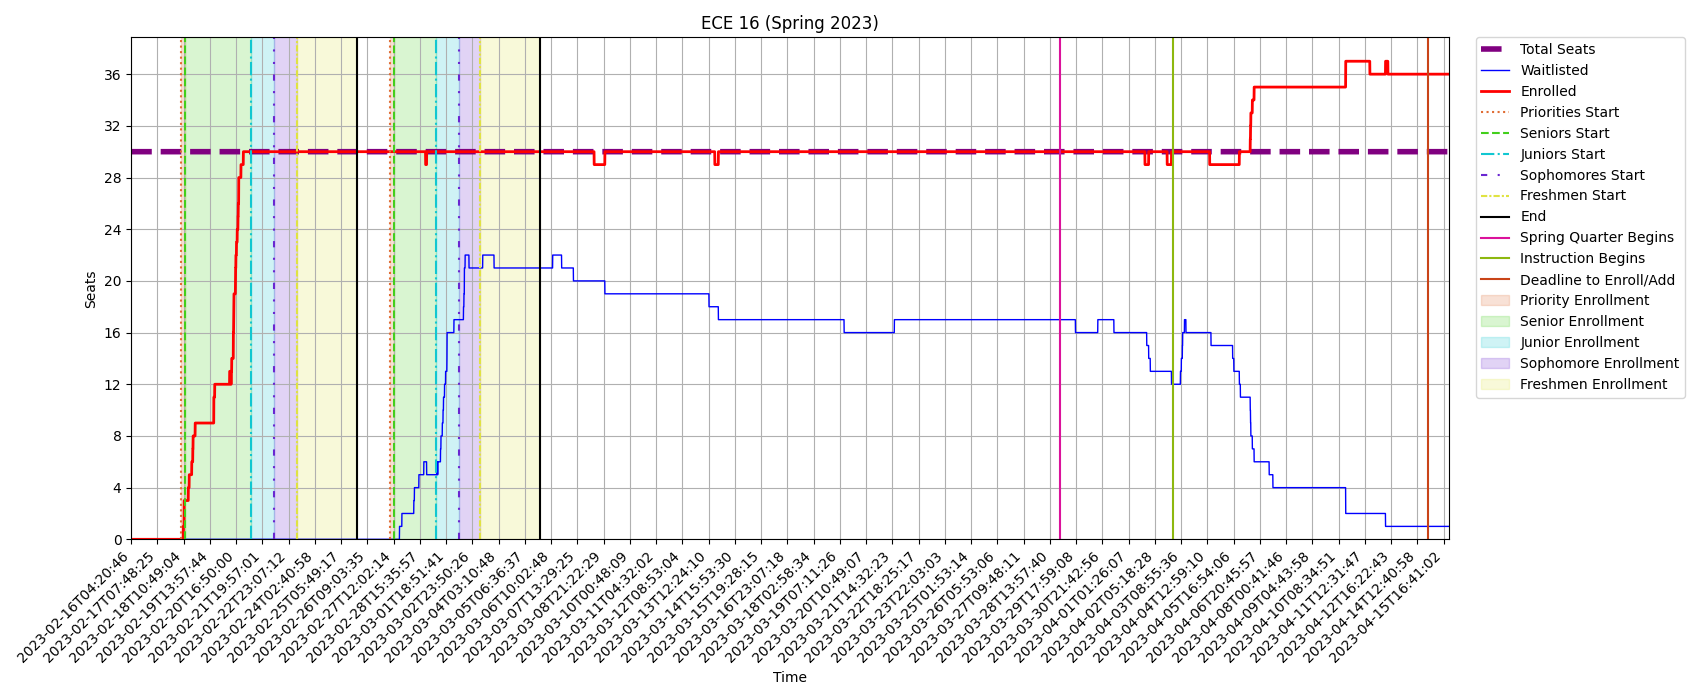 ECE 16 (Spring 2023)
Seats
36
32
28
24
20
16
12
8
4
0
2023-02-16T04:20:46
2023-02-17T07:48:25
2023-02-18T10:49:04
2023-02-19T13:57:44
2023-02-20T16:50:00
2023-02-21T19:57:01
2023-02-22T23:07:12
2023-02-24T02:40:58
2023-02-25T05:49:17
2023-02-26T09:03:35
2023-02-27T12:02:14
2023-02-28T15:35:57
2023-03-01T18:51:41
2023-03-02T23:50:26
2023-03-04T03:10:48
2023-03-05T06:36:37
2023-03-06T10:02:48
2023-03-07T13:29:25
2023-03-08T21:22:29
2023-03-10T00:48:09
2023-03-11T04:32:02
2023-03-12T08:53:04
2023-03-13T12:24:10
2023-03-14T15:53:30
2023-03-15T19:28:15
2023-03-16T23:07:18
2023-03-18T02:58:34
2023-03-19T07:11:26
2023-03-20T10:49:07
2023-03-21T14:32:23
2023-03-22T18:25:17
2023-03-23T22:03:03
2023-03-25T01:53:14
2023-03-26T05:53:06
2023-03-27T09:48:11
2023-03-28T13:57:40
2023-03-29T17:59:08
2023-03-30T21:42:56
2023-04-01T01:26:07
2023-04-02T05:18:28
2023-04-03T08:55:36
2023-04-04T12:59:10
2023-04-05T16:54:06
2023-04-06T20:45:57
2023-04-08T00:41:46
2023-04-09T04:43:58
2023-04-10T08:34:51
2023-04-11T12:31:47
2023-04-12T16:22:43
2023-04-14T12:40:58
2023-04-15T16:41:02
Time
Total Seats
Waitlisted
Enrolled
Priorities Start
Seniors Start
Juniors Start
Sophomores Start
Freshmen Start
End
Spring Quarter Begins
Instruction Begins
Deadline to Enroll/Add
Priority Enrollment
Senior Enrollment
Junior Enrollment
Sophomore Enrollment
Freshmen Enrollment